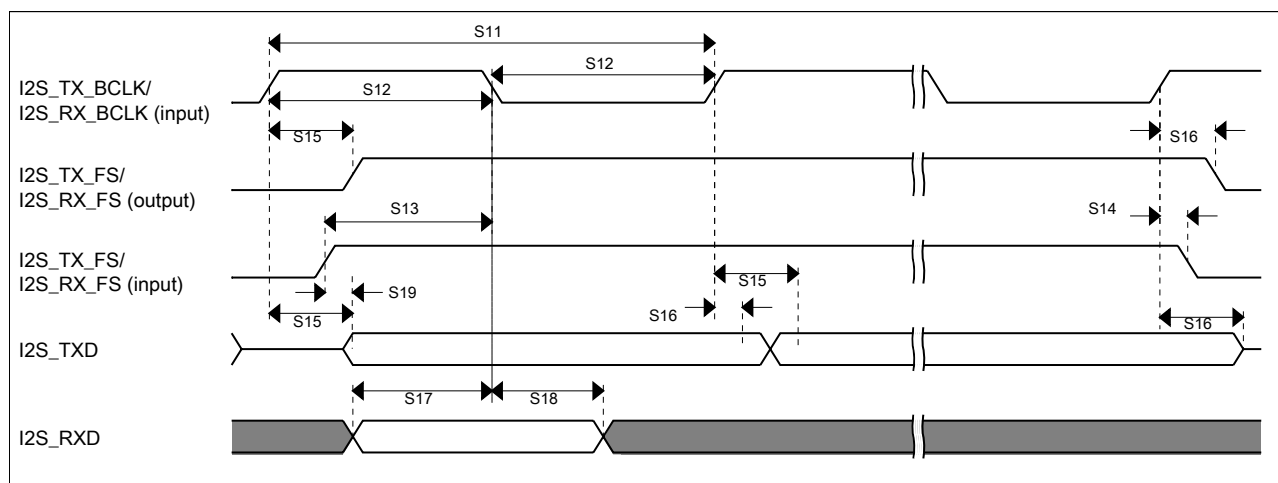 S11
I2S_TX_BCLK/
I2S_RX_BCLK (input)
S12
S12
S15
S16
I2S_TX_FS/
I2S_RX_FS (output)
S13
S14
I2S_TX_FS/
I2S_RX_FS (input)
S15
S19
S15
S16
S16
I2S_TXD
S17
S18
I2S_RXD